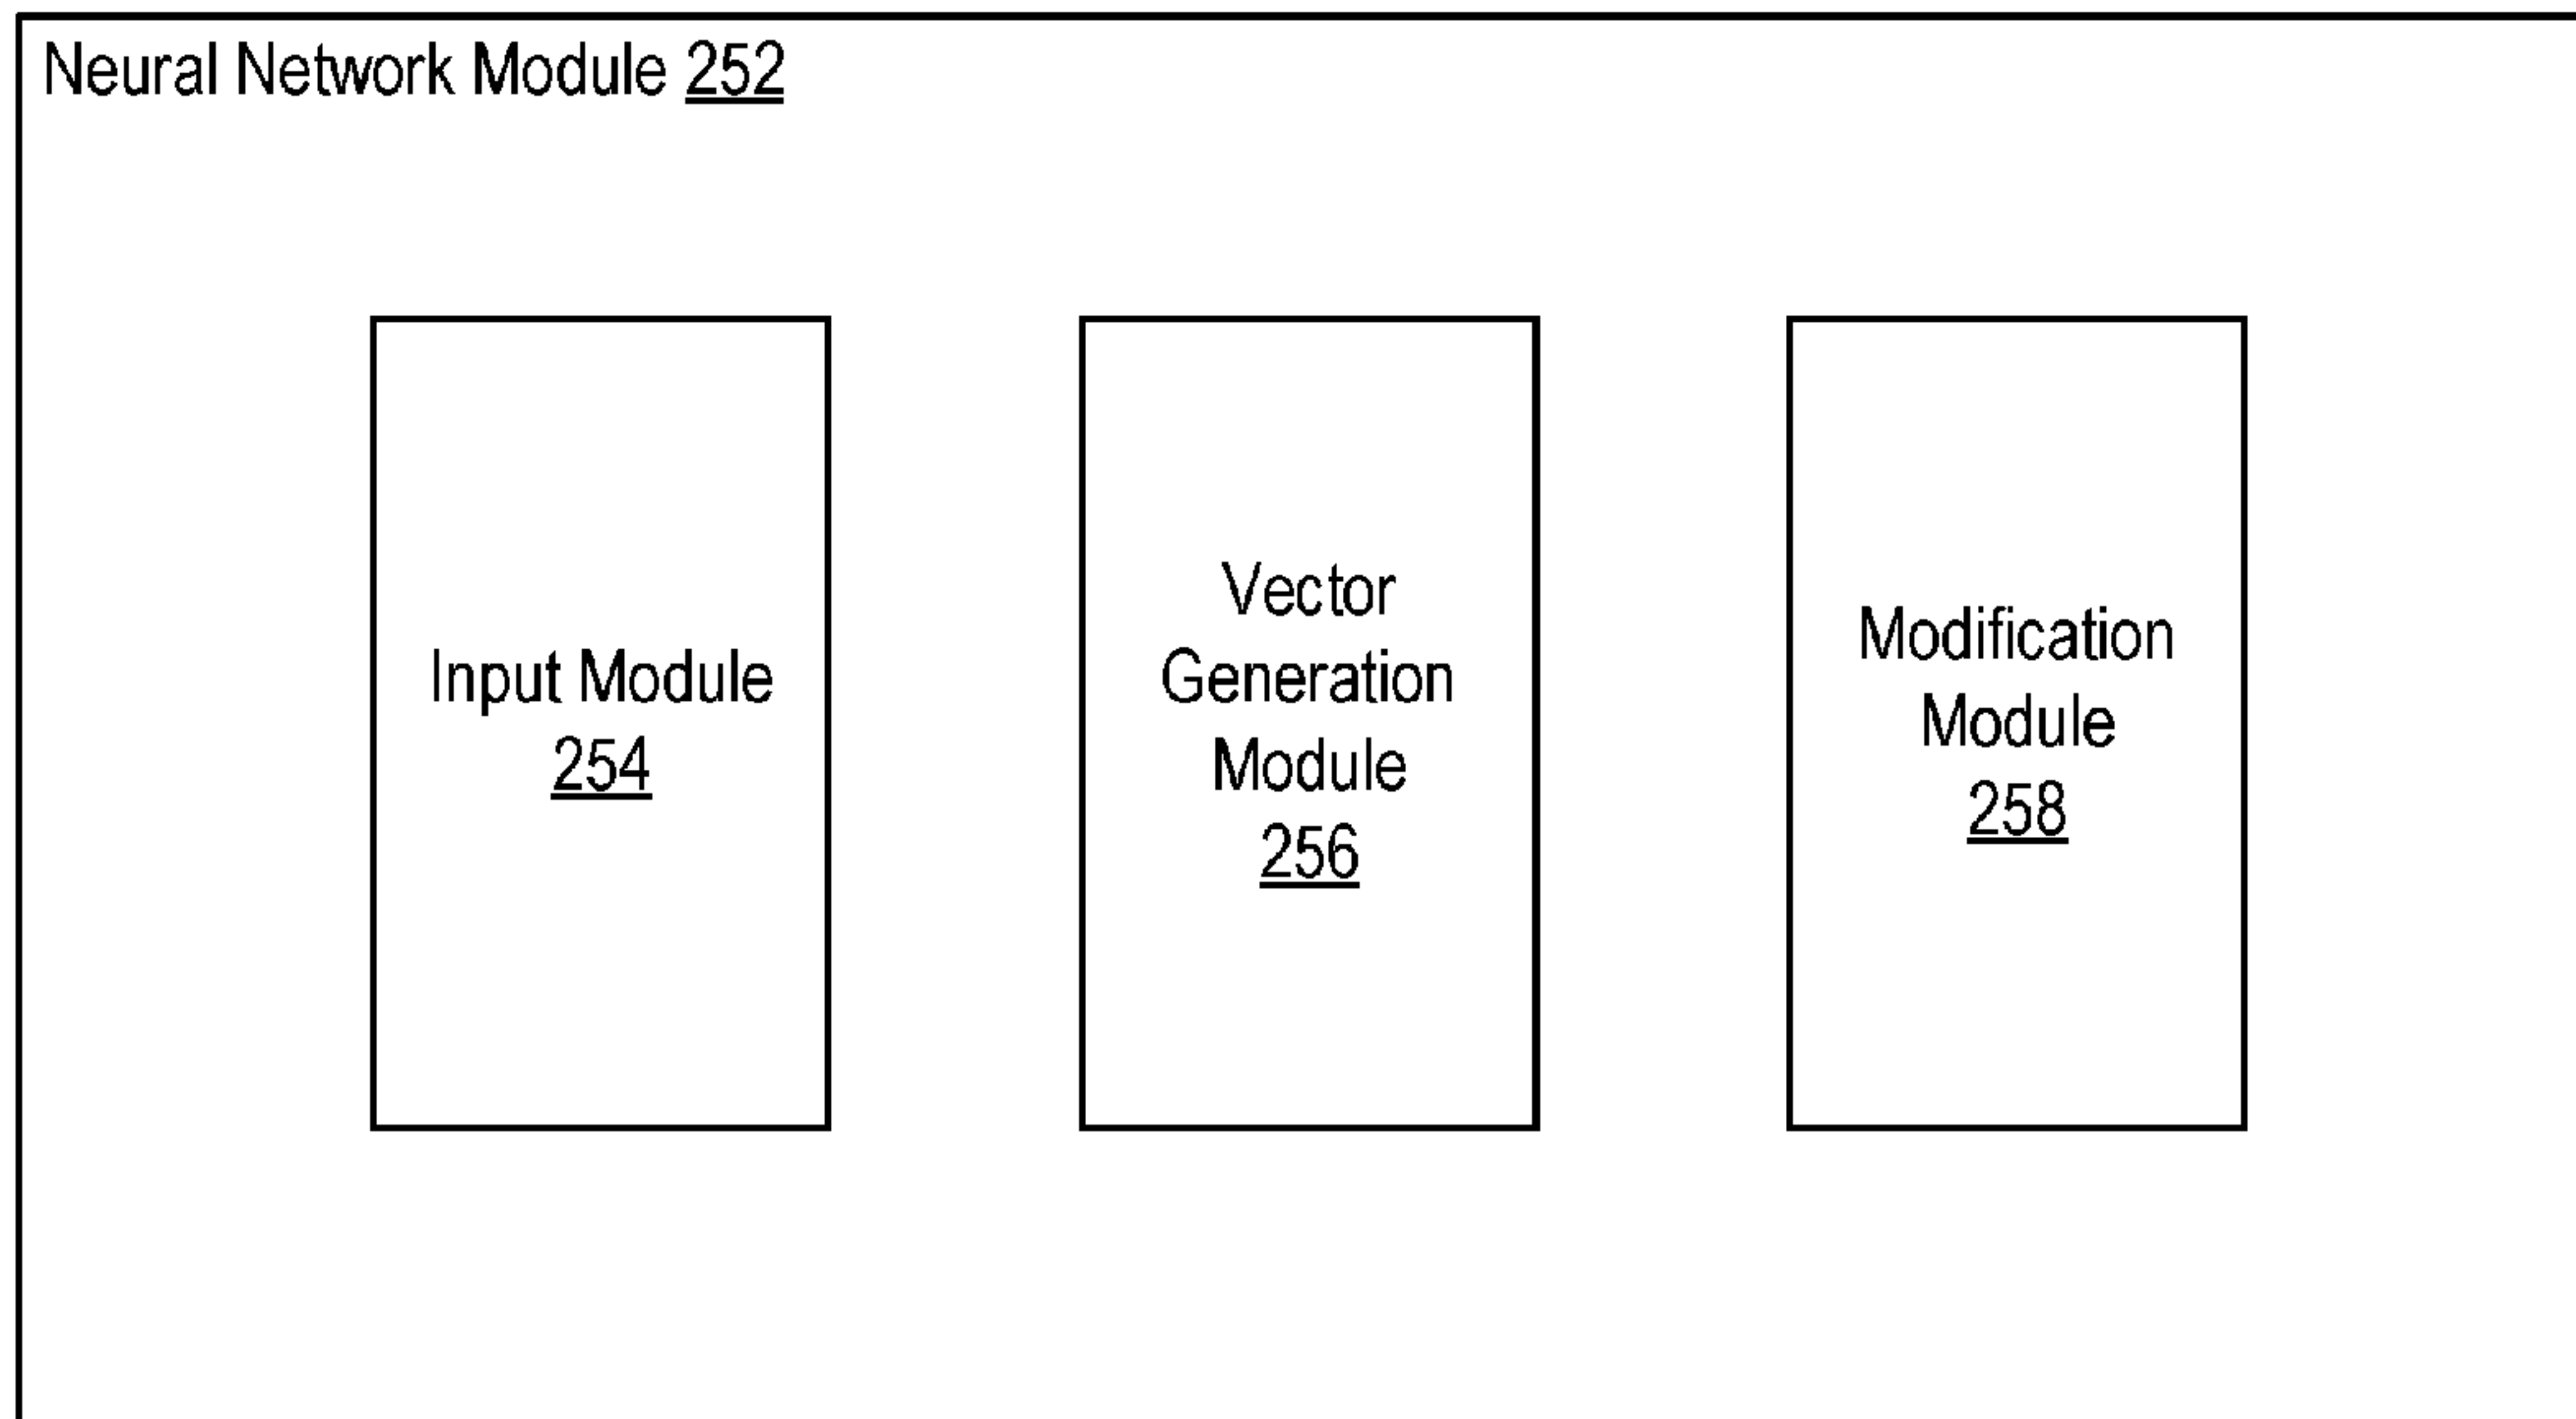 Neural Network Module 252
Input Module
254
Vector
Generation
Module
256
Modification
Module
258